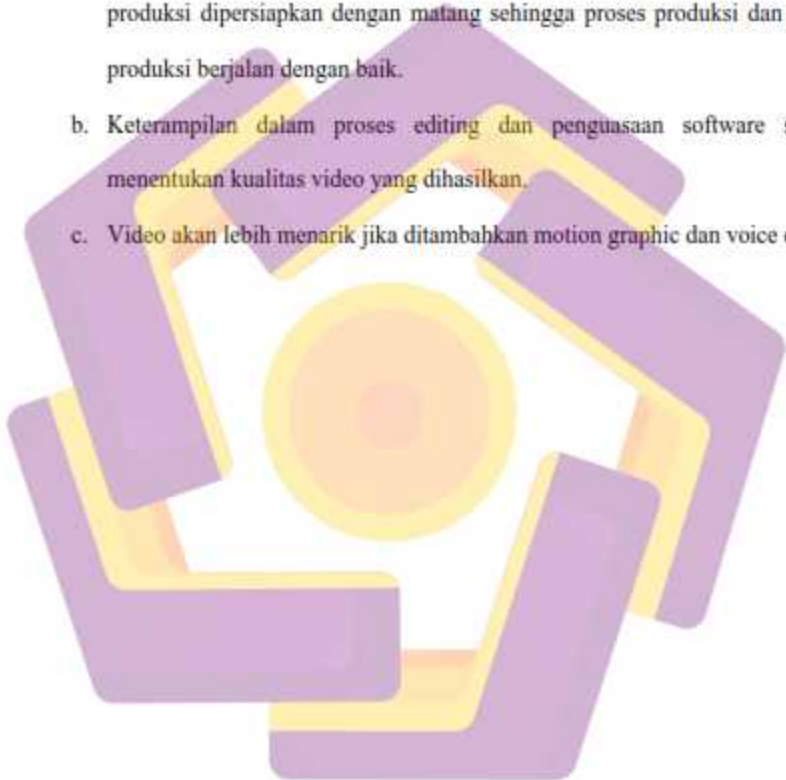 produksi dipersiapkan dengan matang sehingga proses produksi dan
produksi berjalan dengan baik.
b. Keterampilan dalam proses editing dan penguasaan software
menentukan kualitas video yang dihasilkan.
c. Video akan lebih menarik jika ditambahkan motion graphic dan voice